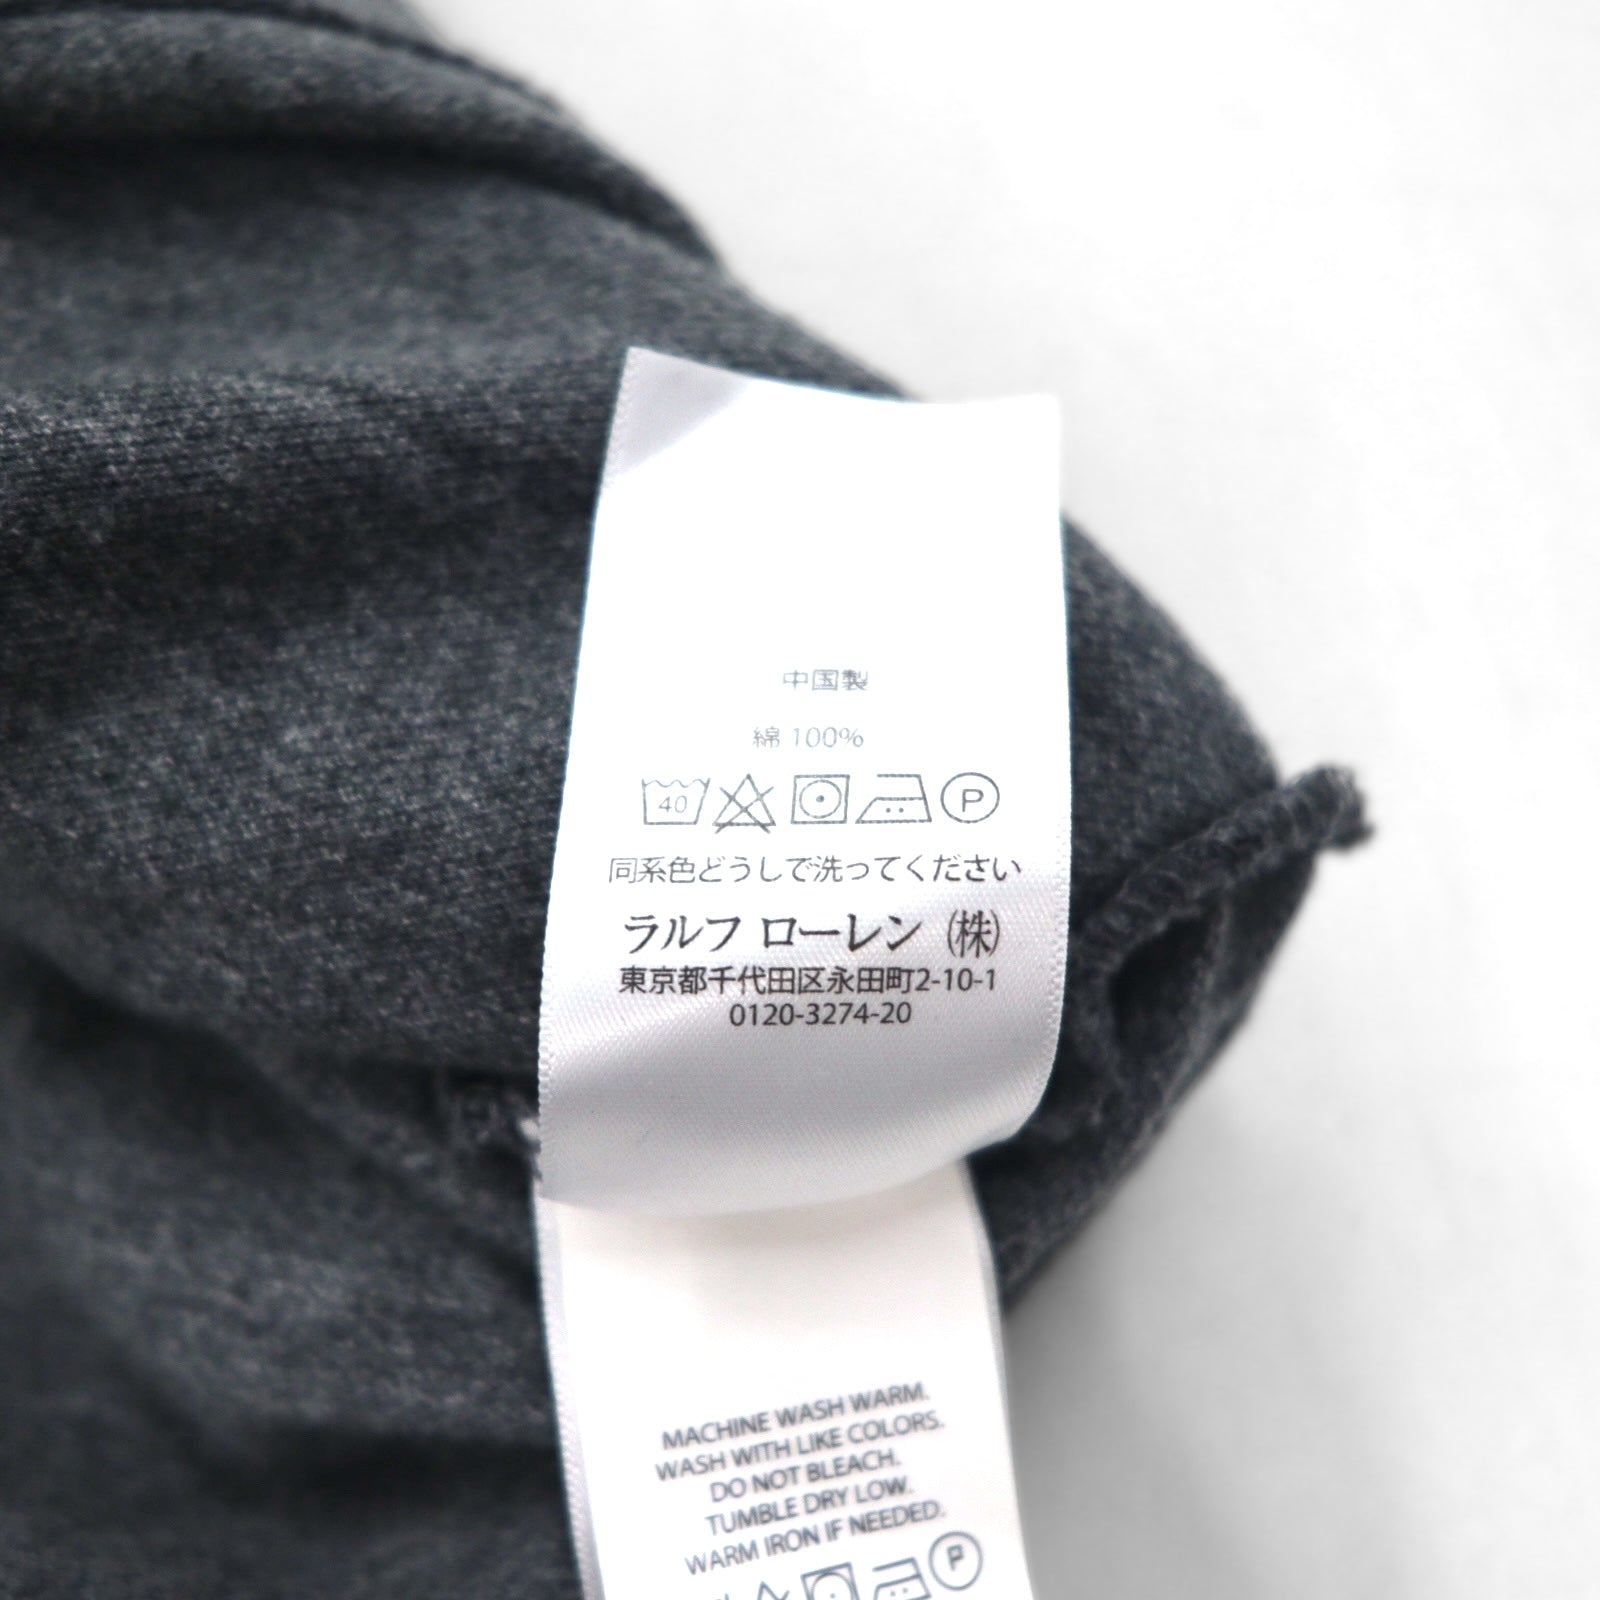 中国製
綿 100%
40 P
同系色どうしで洗ってください
ラルフ ローレン (株)
東京都千代田区永田町2-10-1
0120-3274-20
MACHINE WASH WARM.
WASH WITH LIKE COLORS.
DO NOT BLEACH.
TUMBLE DRY LOW.
WARM IRON IF NEEDED.
P